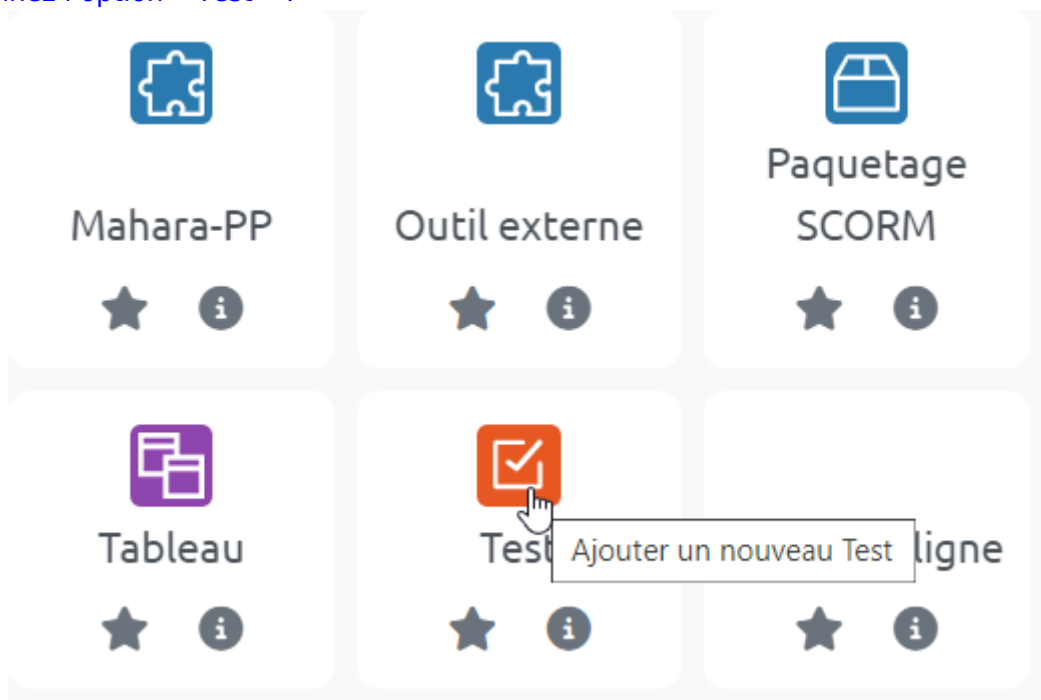 Mahara-PP
Outil externe
Paquetage
SCORM
Tableau
Test
Ajouter un nouveau Test
ligne